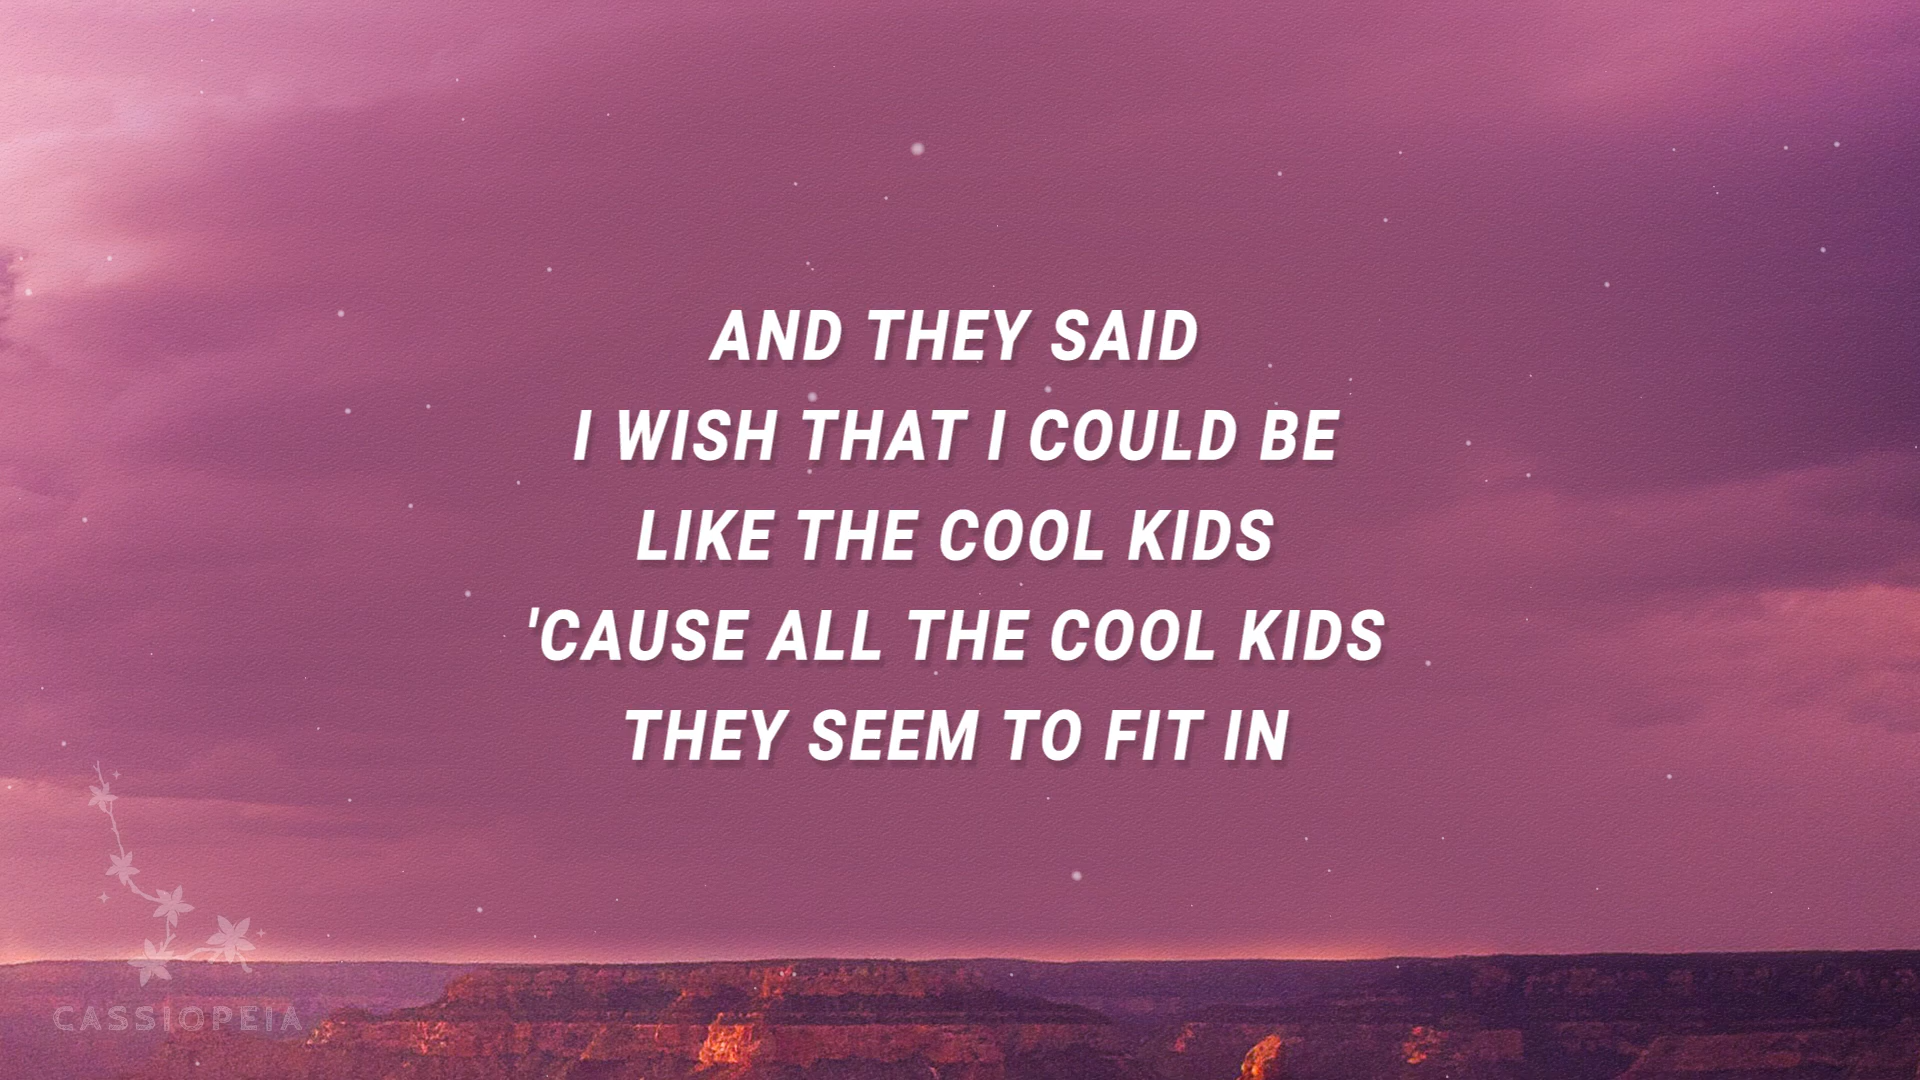 AND THEY SAID
I WISH THAT I COULD BE
LIKE THE COOL KIDS
'CAUSE ALL THE COOL KIDS
THEY SEEM TO FIT IN
CASSIOPEIA